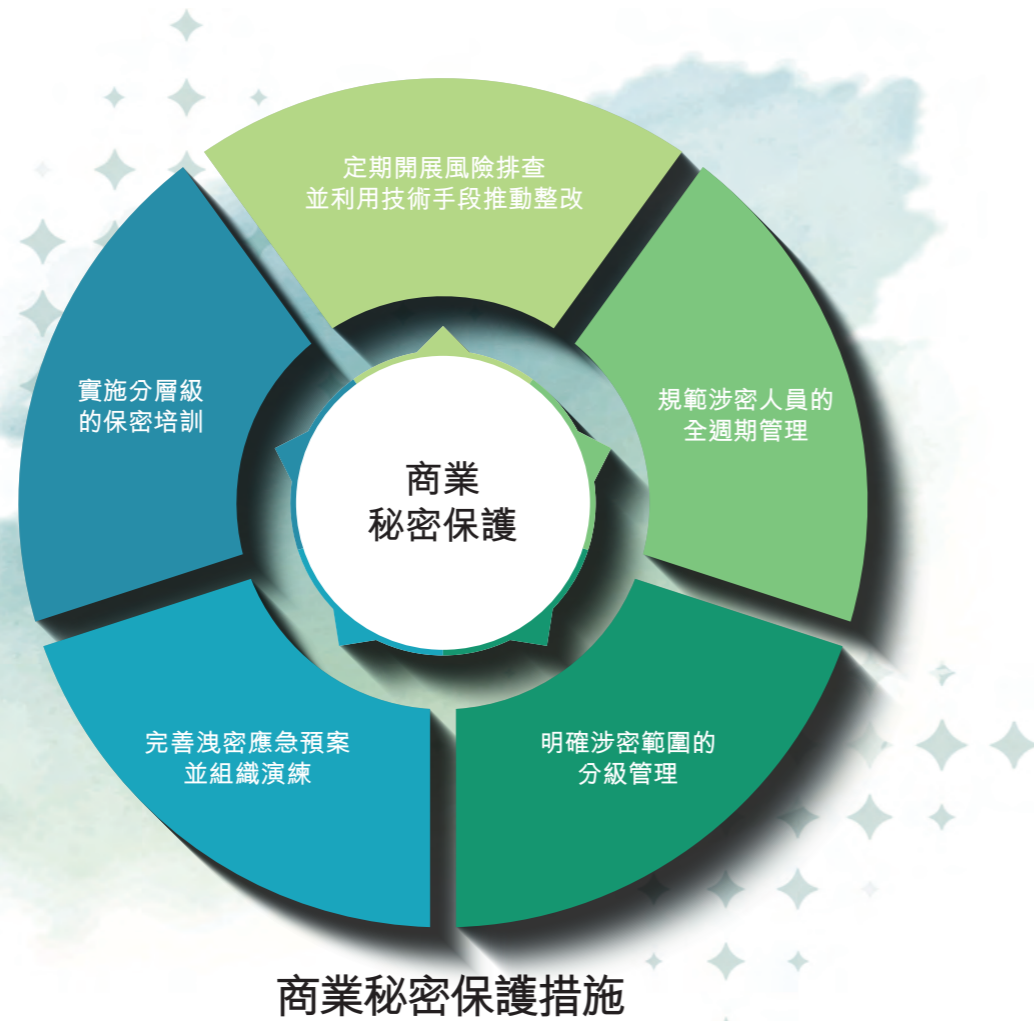 定期開展風險排查
並利用技術手段推動整改
規範涉密人員的
全週期管理
明確涉密範圍的
分級管理
完善洩密應急預案
並組織演練
實施分層級
的保密培訓
商業
秘密保護
商業秘密保護措施